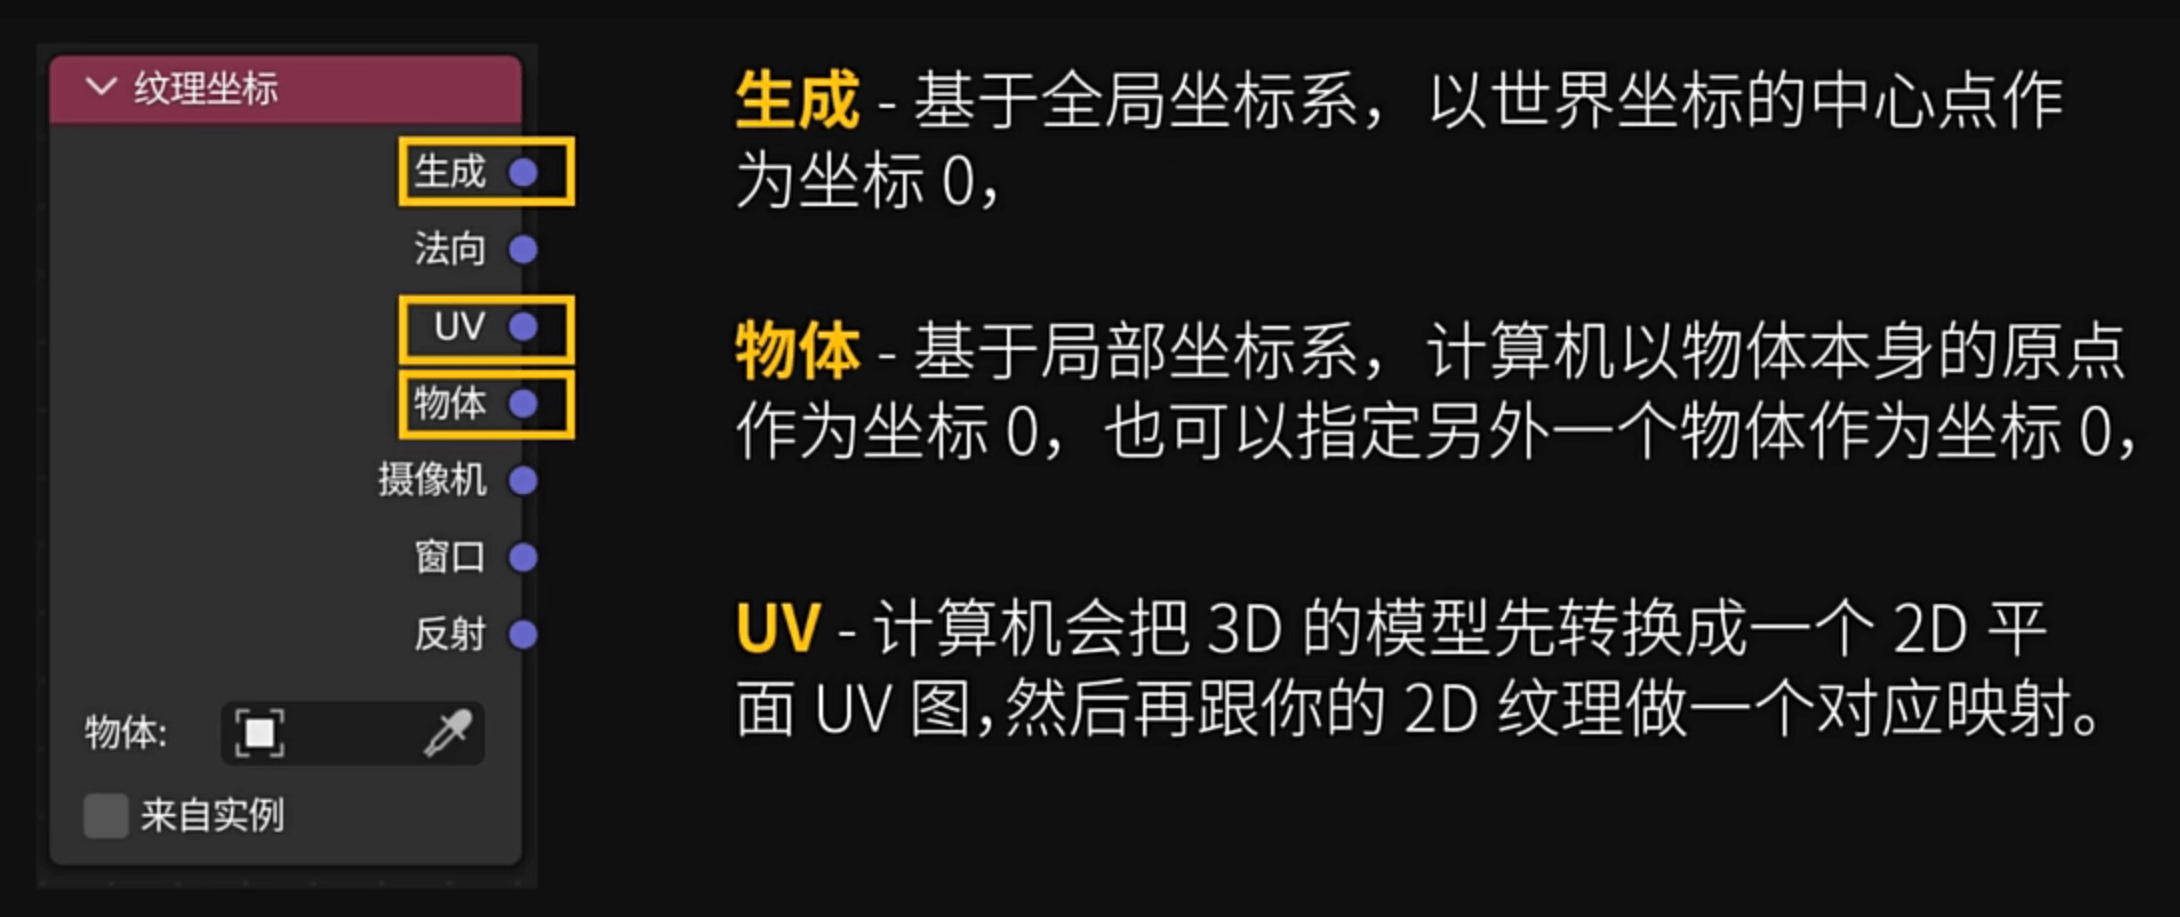 纹理坐标
生成
法向
UV
物体
摄像机
窗口
反射
物体:
来自实例
生成 - 基于全局坐标系，以世界坐标的中心点作
为坐标 0，
物体 - 基于局部坐标系，计算机以物体本身的原点
作为坐标 0，也可以指定另外一个物体作为坐标 0，
UV - 计算机会把 3D 的模型先转换成一个 2D 平
面 UV 图，然后再跟你的 2D 纹理做一个对应映射。